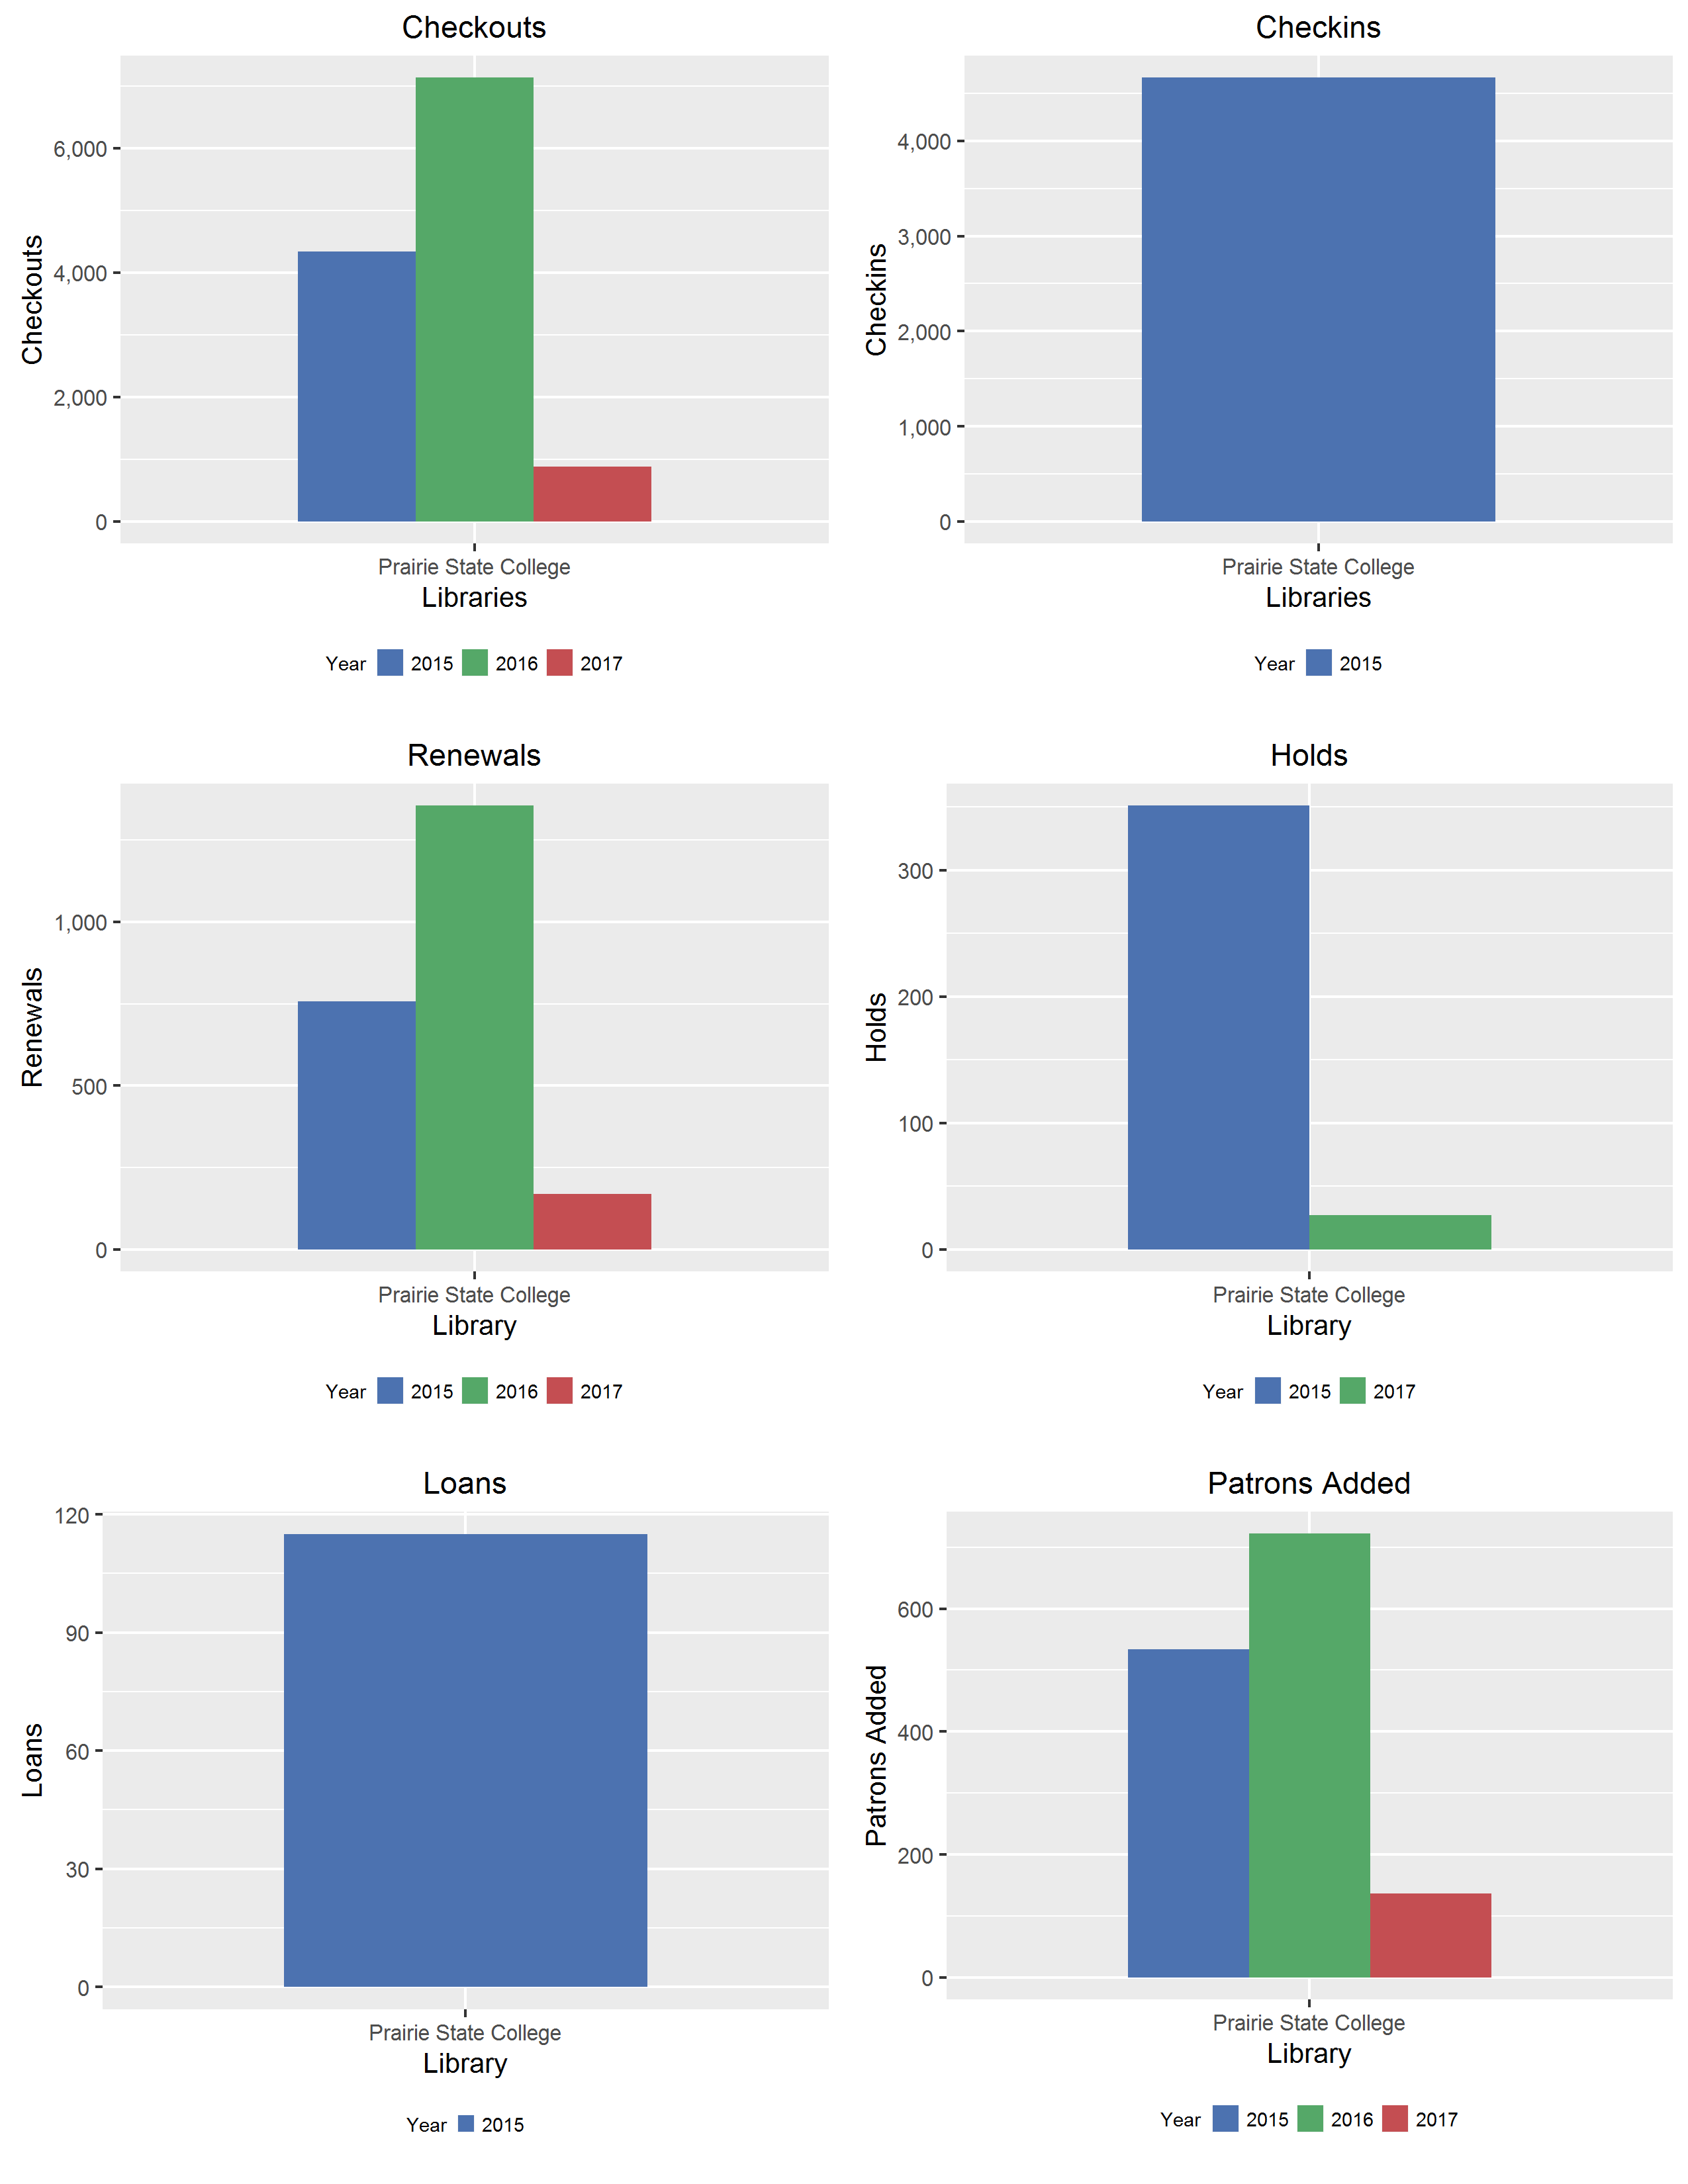 Checkouts
Checkouts
6,000
4,000
2,000
0
Prairie State College
Libraries
Year 2015 2016 2017
Checkins
Checkins
4,000
3,000
2,000
1,000
0
Prairie State College
Libraries
Year 2015
Renewals
Renewals
1,000
500
0
Prairie State College
Library
Year 2015 2016 2017
Holds
Holds
300
200
100
0
Prairie State College
Library
Year 2015 2017
Loans
Loans
120
90
60
30
0
Prairie State College
Library
Year 2015
Patrons Added
Patrons Added
600
400
200
0
Prairie State College
Library
Year 2015 2016 2017